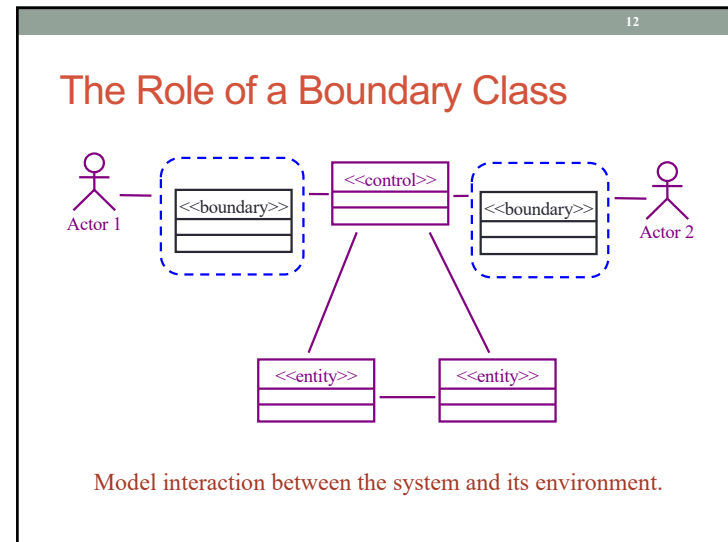 12
The Role of a Boundary Class
<<control>>
<<boundary>>
<<boundary>>
Actor 1
Actor 2
<<entity>>
<<entity>>
Model interaction between the system and its environment.